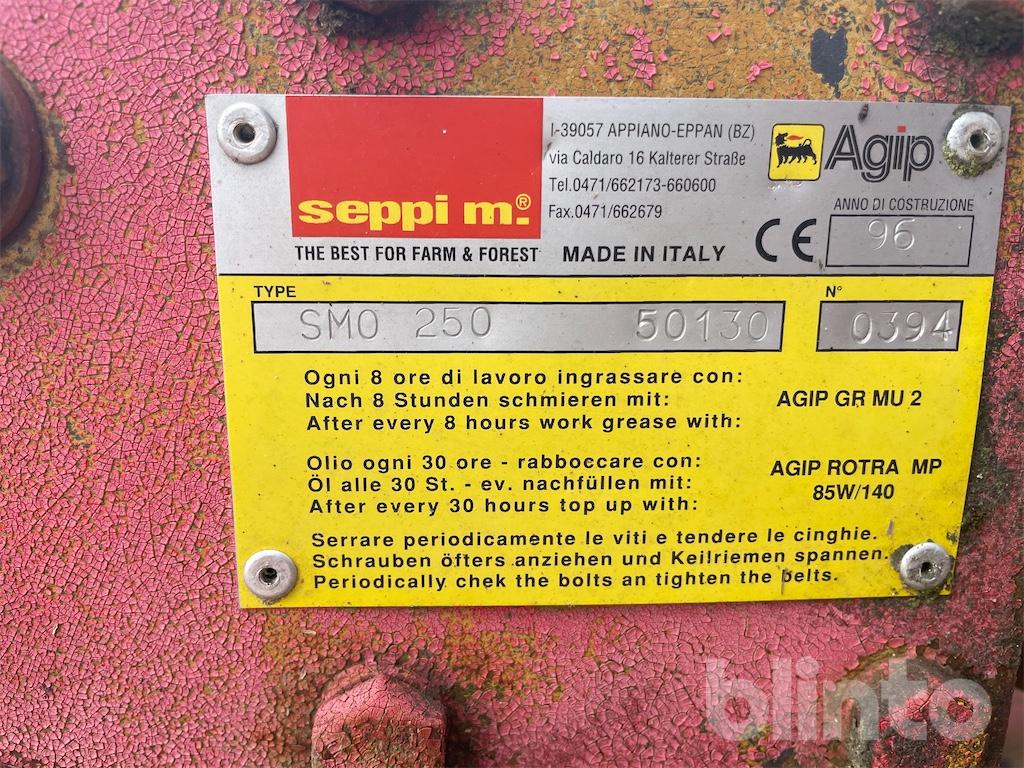 seppi m.®
THE BEST FOR FARM & FOREST
I-39057 APPIANO-EPPAN (BZ)
via Caldaro 16 Kalterer Straße
Tel.0471/662173-660600
Fax.0471/662679
MADE IN ITALY
CE
Agip
ANNO DI COSTRUZIONE
96
TYPE
SMO 250 50130
N°
0394
Ogni 8 ore di lavoro ingrassare con:
Nach 8 Stunden schmieren mit:
After every 8 hours work grease with:
AGIP GR MU 2
Olio ogni 30 ore - rabboccare con:
Öl alle 30 St. - ev. nachfüllen mit:
After every 30 hours top up with:
AGIP ROTRA MP
85W/140
Serrare periodicamente le viti e tendere le cinghie.
Schrauben öfters anziehen und Keilriemen spannen.
Periodically chek the bolts an tighten the belts.
blinto